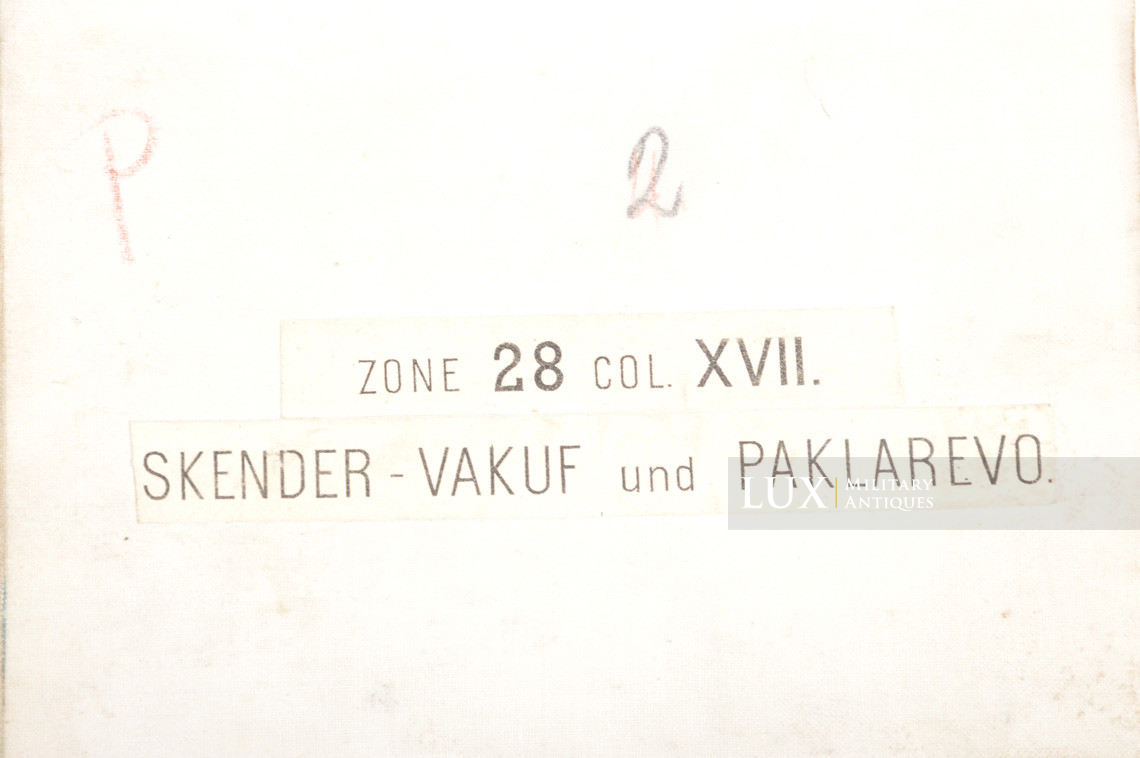 P 2
ZONE 28 COL. XVII.
SKENDER - VAKUF und PAKLAREVO.
LUX MILITARY ANTIQUES